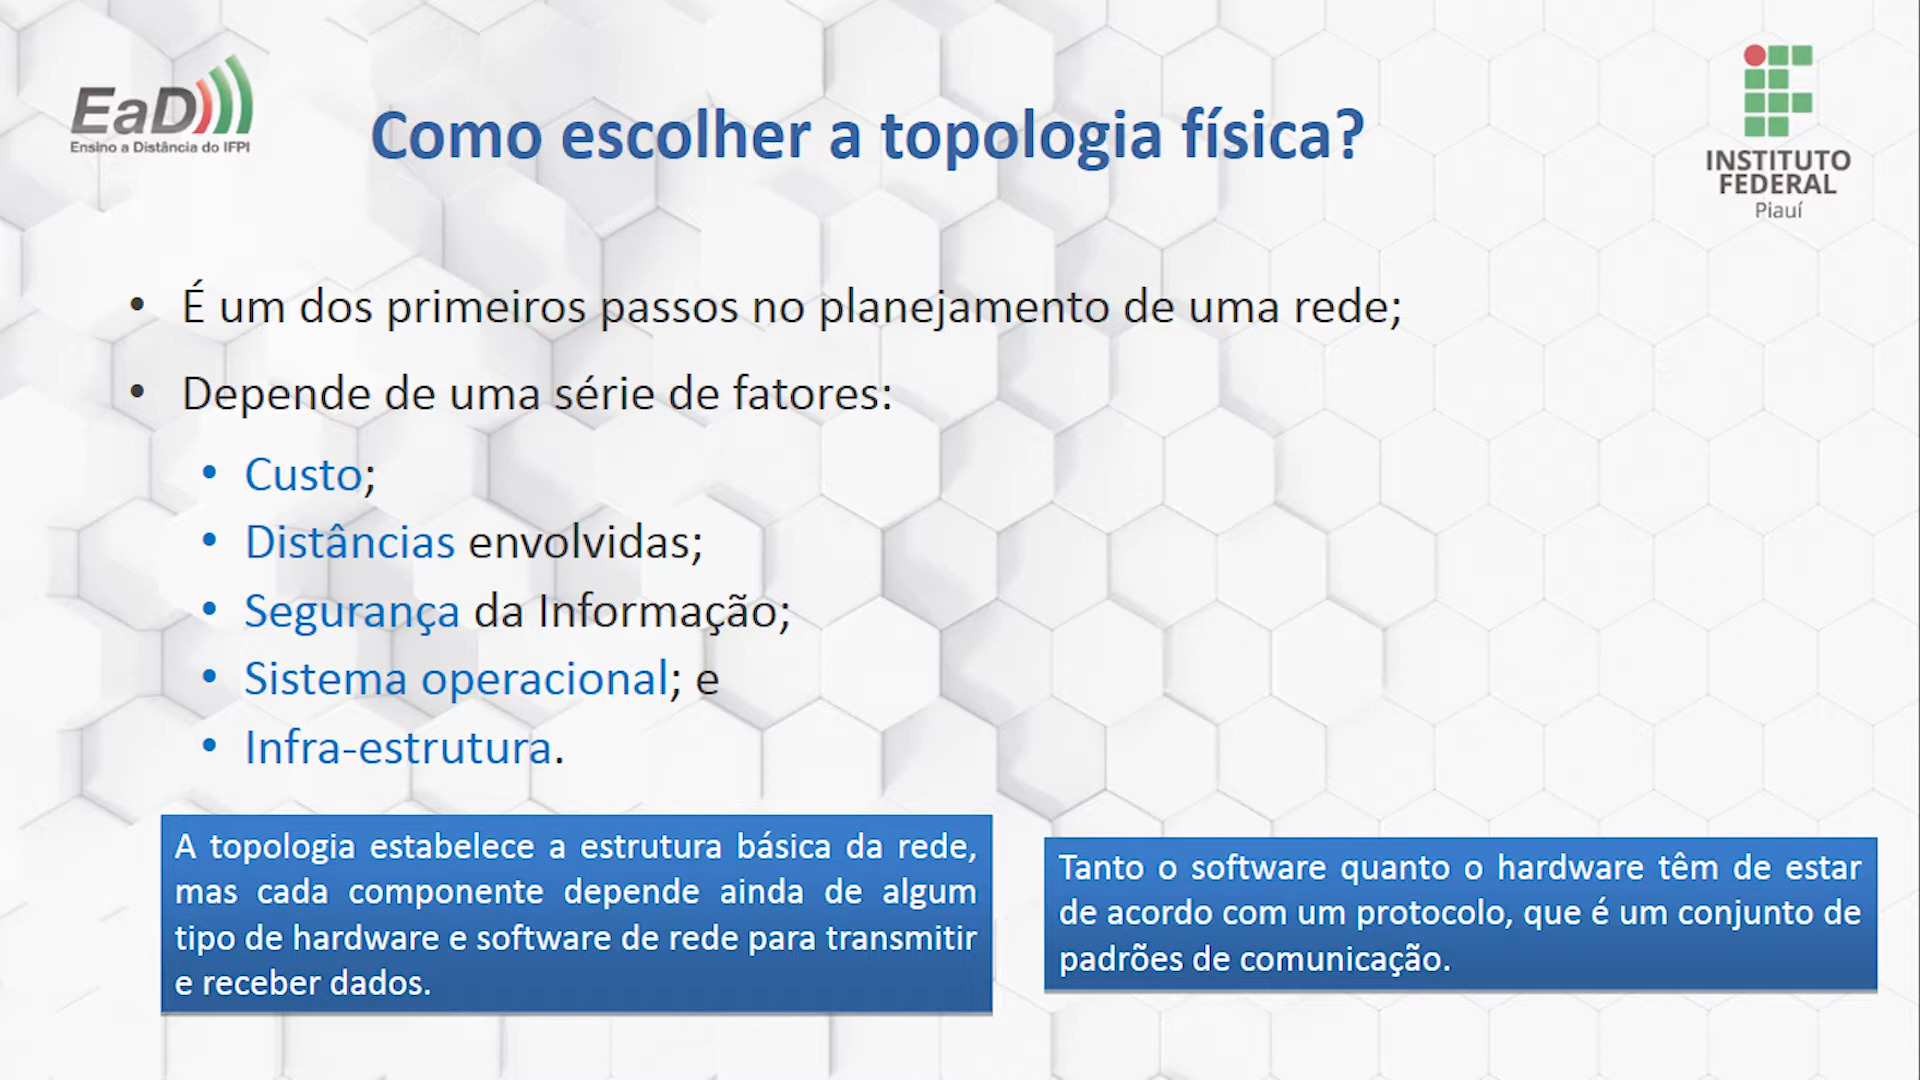 EaD
Ensino a Distância do IFPI
Como escolher a topologia física?
INSTITUTO
FEDERAL
Piauí
• É um dos primeiros passos no planejamento de uma rede;
• Depende de uma série de fatores:
• Custo;
• Distâncias envolvidas;
• Segurança da Informação;
• Sistema operacional; e
• Infra-estrutura.
A topologia estabelece a estrutura básica da rede,
mas cada componente depende ainda de algum
tipo de hardware e software de rede para transmitir
e receber dados.
Tanto o software quanto o hardware têm de estar
de acordo com um protocolo, que é um conjunto de
padrões de comunicação.